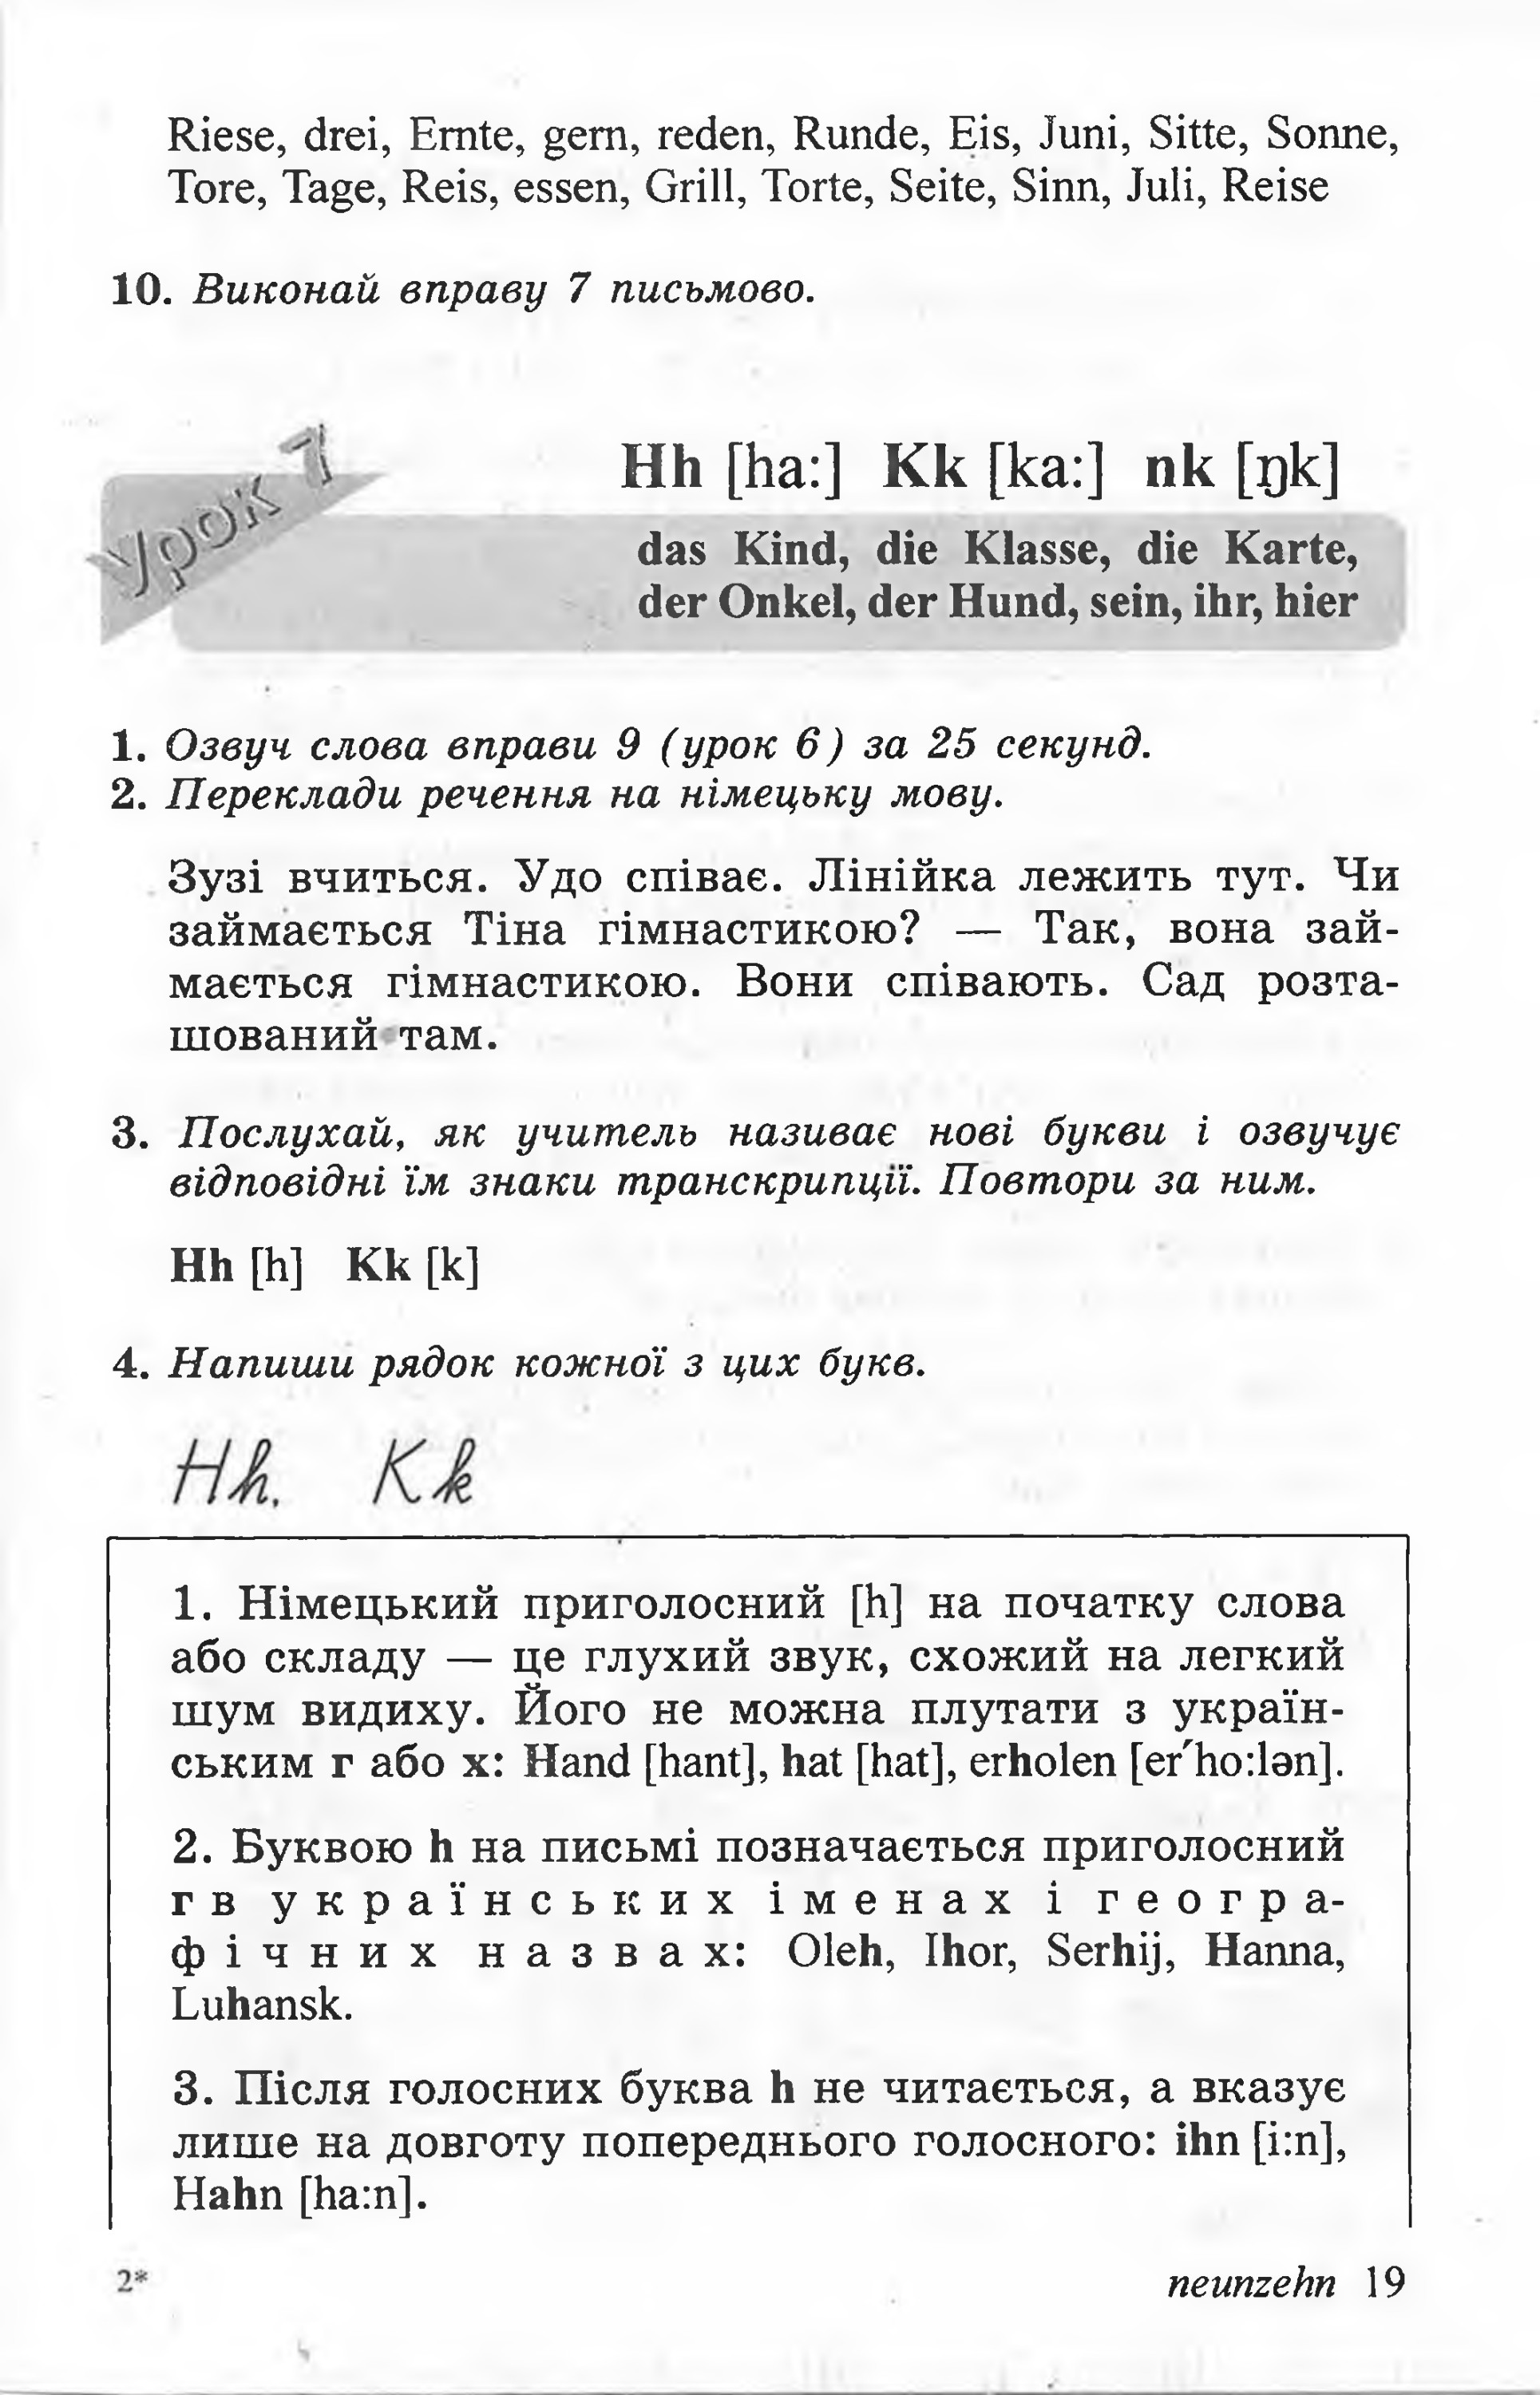 Riese, drei, Ernte, gern, reden, Runde, Eis, Juni, Sitte, Sonne,
Tore, Tage, Reis, essen, Grill, Torte, Seite, Sinn, Juli, Reise
10. Виконай вправу 7 письмово.
Урок 7
Hh [ha:] Kk [ka:] nk [ŋk]
das Kind, die Klasse, die Karte,
der Onkel, der Hund, sein, ihr, hier
1. Озвуч слова вправи 9 (урок 6) за 25 секунд.
2. Переклади речення на німецьку мову.
Зузі вчиться. Удо співає. Лінійка лежить тут. Чи
займається Тіна гімнастикою? — Так, вона зай-
мається гімнастикою. Вони співають. Сад розта-
шований там.
3. Послухай, як учитель називає нові букви і озвучує
відповідні їм знаки транскрипції. Повтори за ним.
Hh [h] Kk [k]
4. Напиши рядок кожної з цих букв.
Hh. Kk
1. Німецький приголосний [h] на початку слова
або складу — це глухий звук, схожий на легкий
шум видиху. Його не можна плутати з україн-
ським г або х: Hand [hant], hat [hat], erholen [er′ho:lən].
2. Буквою h на письмі позначається приголосний
г в українських іменах і геогра-
фічних назвах: Oleh, Ihor, Serhij, Hanna,
Luhansk.
3. Після голосних буква h не читається, а вказує
лише на довготу попереднього голосного: ihn [i:n],
Hahn [ha:n].
2*
neunzehn 19